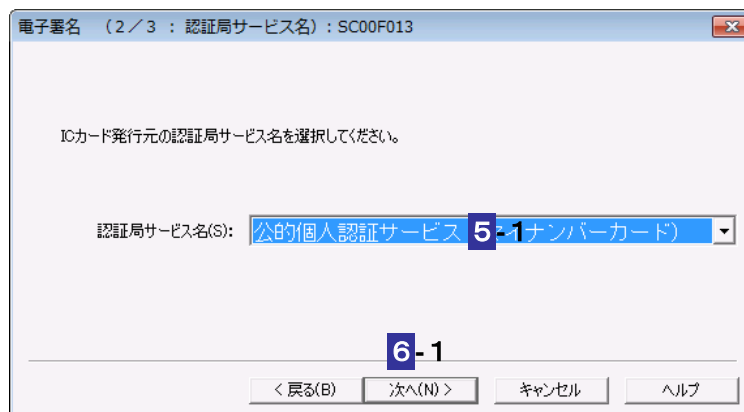 電子署名 （2／3 : 認証局サービス名）: SC00F013
ICカード発行元の認証局サービス名を選択してください。
認証局サービス名(S): 公的個人認証サービス 5-1 イナンバーカード）
6-1
< 戻る(B) 次へ(N) > キャンセル ヘルプ